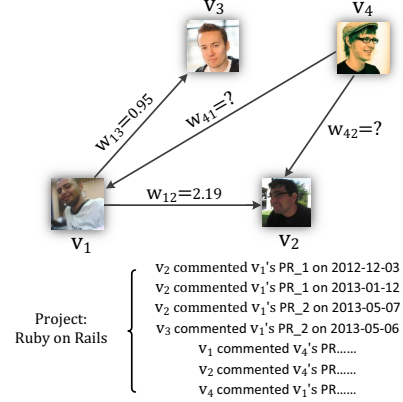 v₃
v₄
w₁₃=0.95
w₄₁=?
w₄₂=?
w₁₂=2.19
v₁
v₂
Project:
Ruby on Rails
v₂ commented v₁'s PR_1 on 2012-12-03
v₂ commented v₁'s PR_1 on 2013-01-12
v₂ commented v₁'s PR_2 on 2013-05-07
v₃ commented v₁'s PR_2 on 2013-05-06
v₁ commented v₄'s PR......
v₂ commented v₄'s PR......
v₄ commented v₁'s PR......